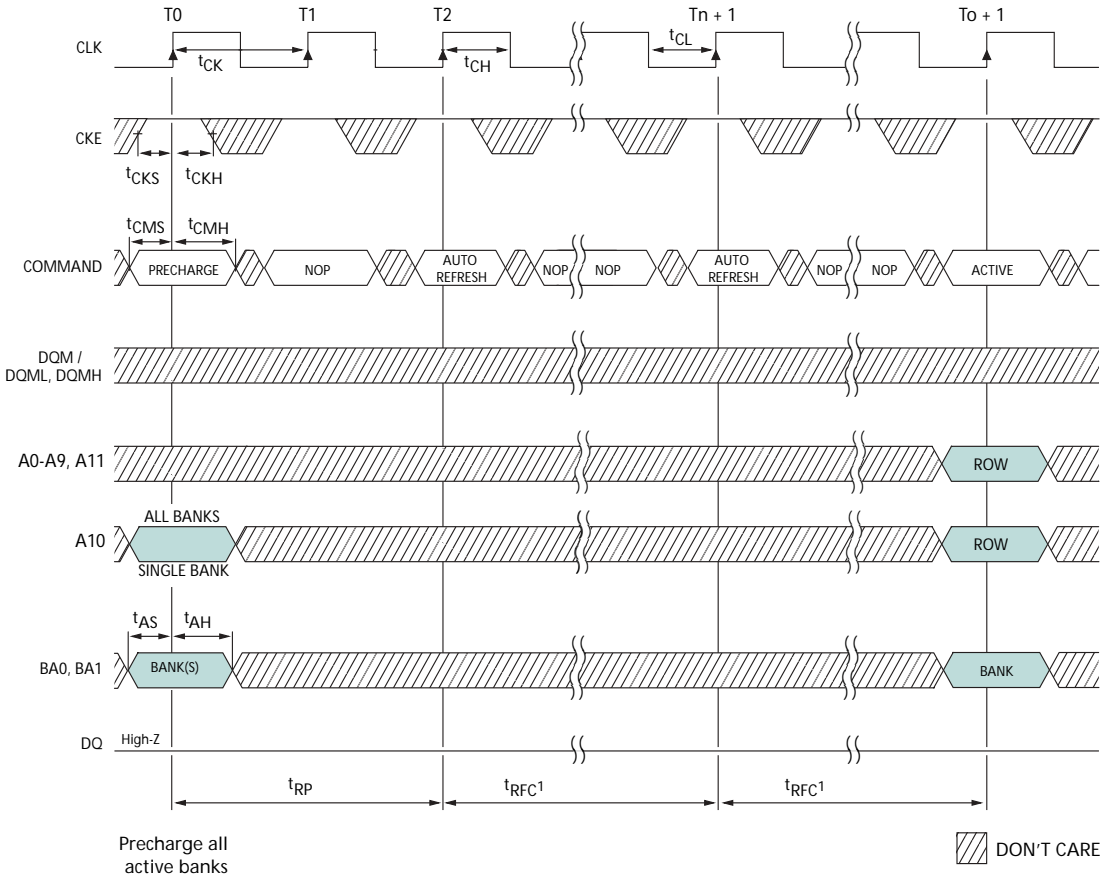 T0 T1 T2 Tn + 1 To + 1
CLK
tCK tCH tCL
CKE
tCKS tCKH
tCMS tCMH
COMMAND PRECHARGE NOP AUTO REFRESH NOP NOP AUTO REFRESH NOP NOP ACTIVE
DQM /
DQML, DQMH
A0-A9, A11 ROW
ALL BANKS
A10 ROW
SINGLE BANK
tAS tAH
BA0, BA1 BANK(S) BANK
DQ High-Z
tRP tRFC1 tRFC1
Precharge all
active banks
DON'T CARE